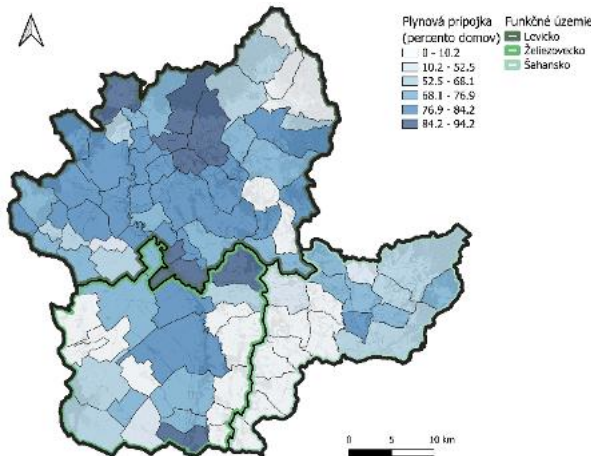 Plynová prípojka
(percento domov)
0 - 10.2
10.2 - 52.5
52.5 - 68.1
68.1 - 76.9
76.9 - 84.2
84.2 - 94.2
Funkčné územie
Levicko
Želiezovecko
Šahansko
0 5 10 km